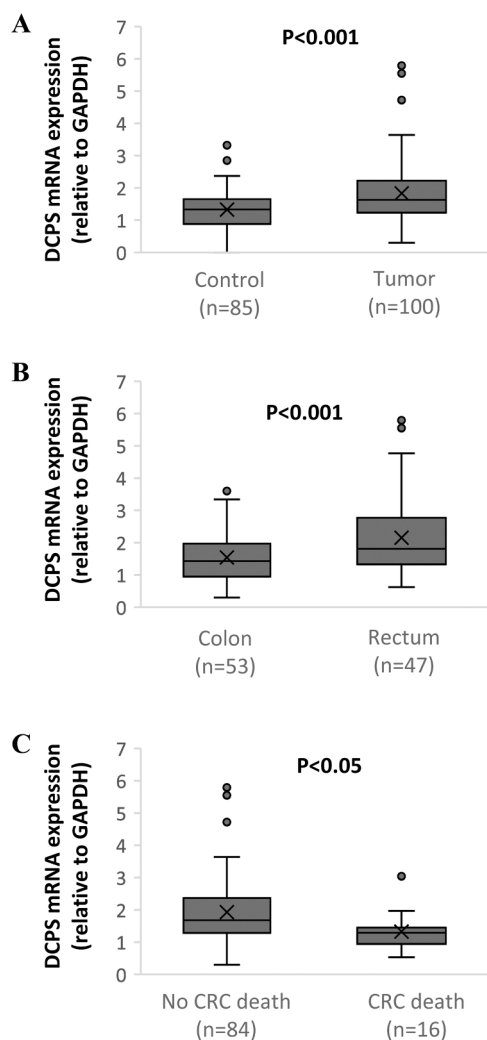 A
P<0.001
DCPS mRNA expression
(relative to GAPDH)
7
6
5
4
3
2
1
0
Control
(n=85)
Tumor
(n=100)
B
P<0.001
DCPS mRNA expression
(relative to GAPDH)
7
6
5
4
3
2
1
0
Colon
(n=53)
Rectum
(n=47)
C
P<0.05
DCPS mRNA expression
(relative to GAPDH)
7
6
5
4
3
2
1
0
No CRC death
(n=84)
CRC death
(n=16)